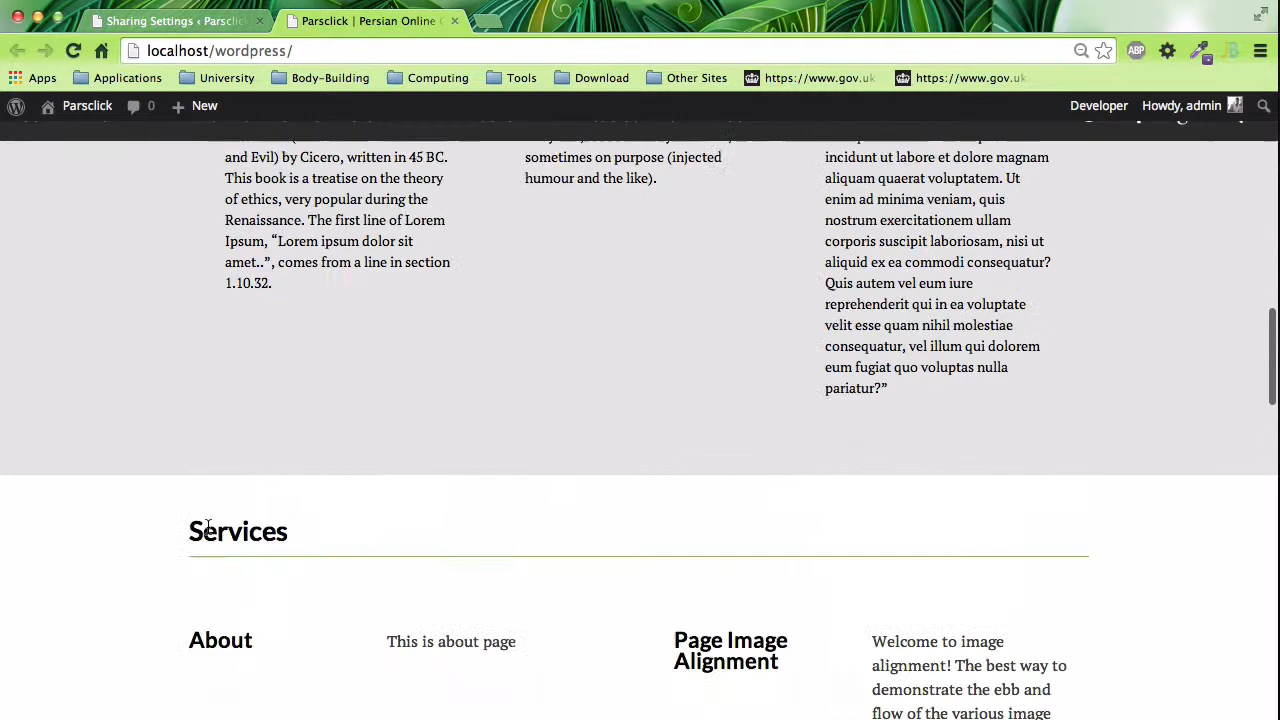 Sharing Settings ‹ Parsclick
Parsclick | Persian Online
localhost/wordpress/
ABP
Apps
Applications
University
Body-Building
Computing
Tools
Download
Other Sites
https://www.gov.uk
https://www.gov.uk
Parsclick
0
New
Developer
Howdy, admin
and Evil) by Cicero, written in 45 BC.
This book is a treatise on the theory
of ethics, very popular during the
Renaissance. The first line of Lorem
Ipsum, “Lorem ipsum dolor sit
amet..”, comes from a line in section
1.10.32.
sometimes on purpose (injected
humour and the like).
incidunt ut labore et dolore magnam
aliquam quaerat voluptatem. Ut
enim ad minima veniam, quis
nostrum exercitationem ullam
corporis suscipit laboriosam, nisi ut
aliquid ex ea commodi consequatur?
Quis autem vel eum iure
reprehenderit qui in ea voluptate
velit esse quam nihil molestiae
consequatur, vel illum qui dolorem
eum fugiat quo voluptas nulla
pariatur?”
Services
About
This is about page
Page Image
Alignment
Welcome to image
alignment! The best way to
demonstrate the ebb and
flow of the various image